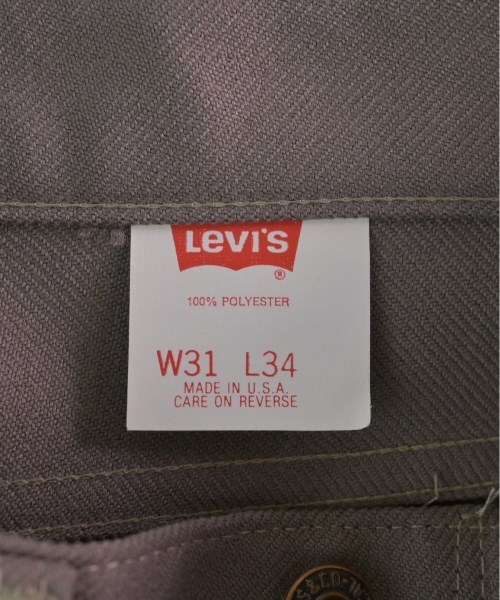 Levi's
®
100% POLYESTER
W31 L34
MADE IN U.S.A.
CARE ON REVERSE